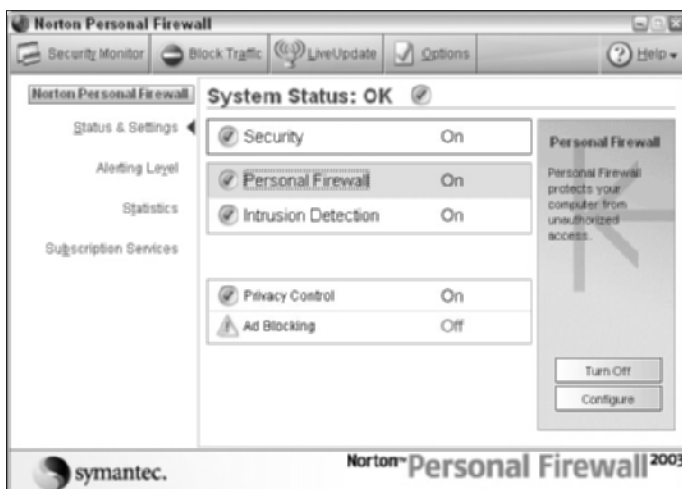 Norton Personal Firewall
Security Monitor
Block Traffic
LiveUpdate
Options
Help
Norton Personal Firewall
Status & Settings
Alerting Level
Statistics
Subscription Services
System Status: OK
Security On
Personal Firewall On
Intrusion Detection On
Privacy Control On
Ad Blocking Off
Personal Firewall
Personal Firewall
protects your
computer from
unauthorized
access.
Turn Off
Configure
symantec.
Norton™ Personal Firewall 2003